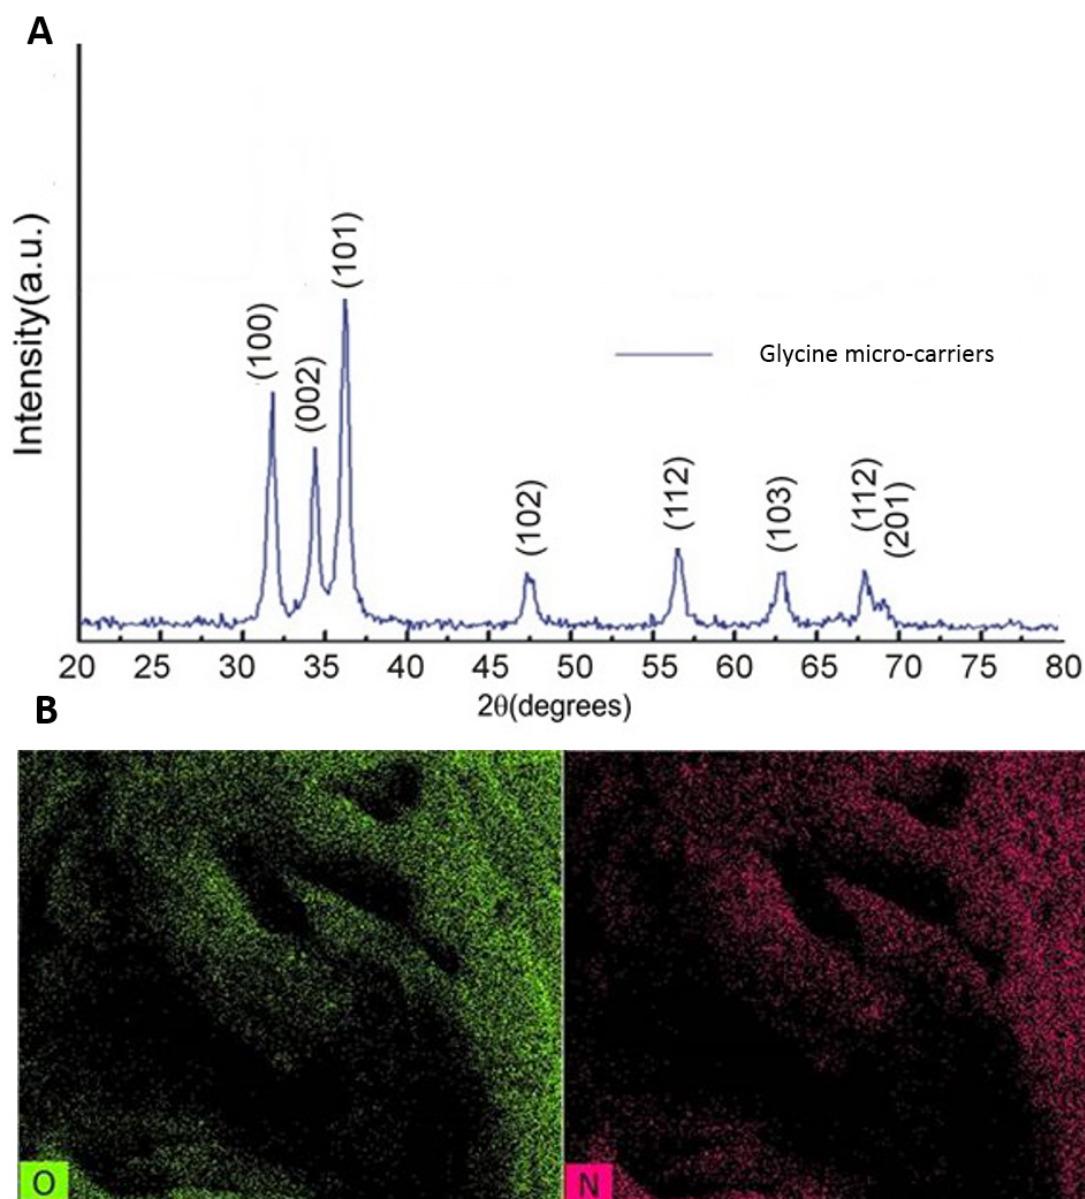 A
Intensity(a.u.)
(100)
(002)
(101)
(102)
(112)
(103)
(112)
(201)
Glycine micro-carriers
20 25 30 35 40 45 50 55 60 65 70 75 80
2θ(degrees)
B
O
N